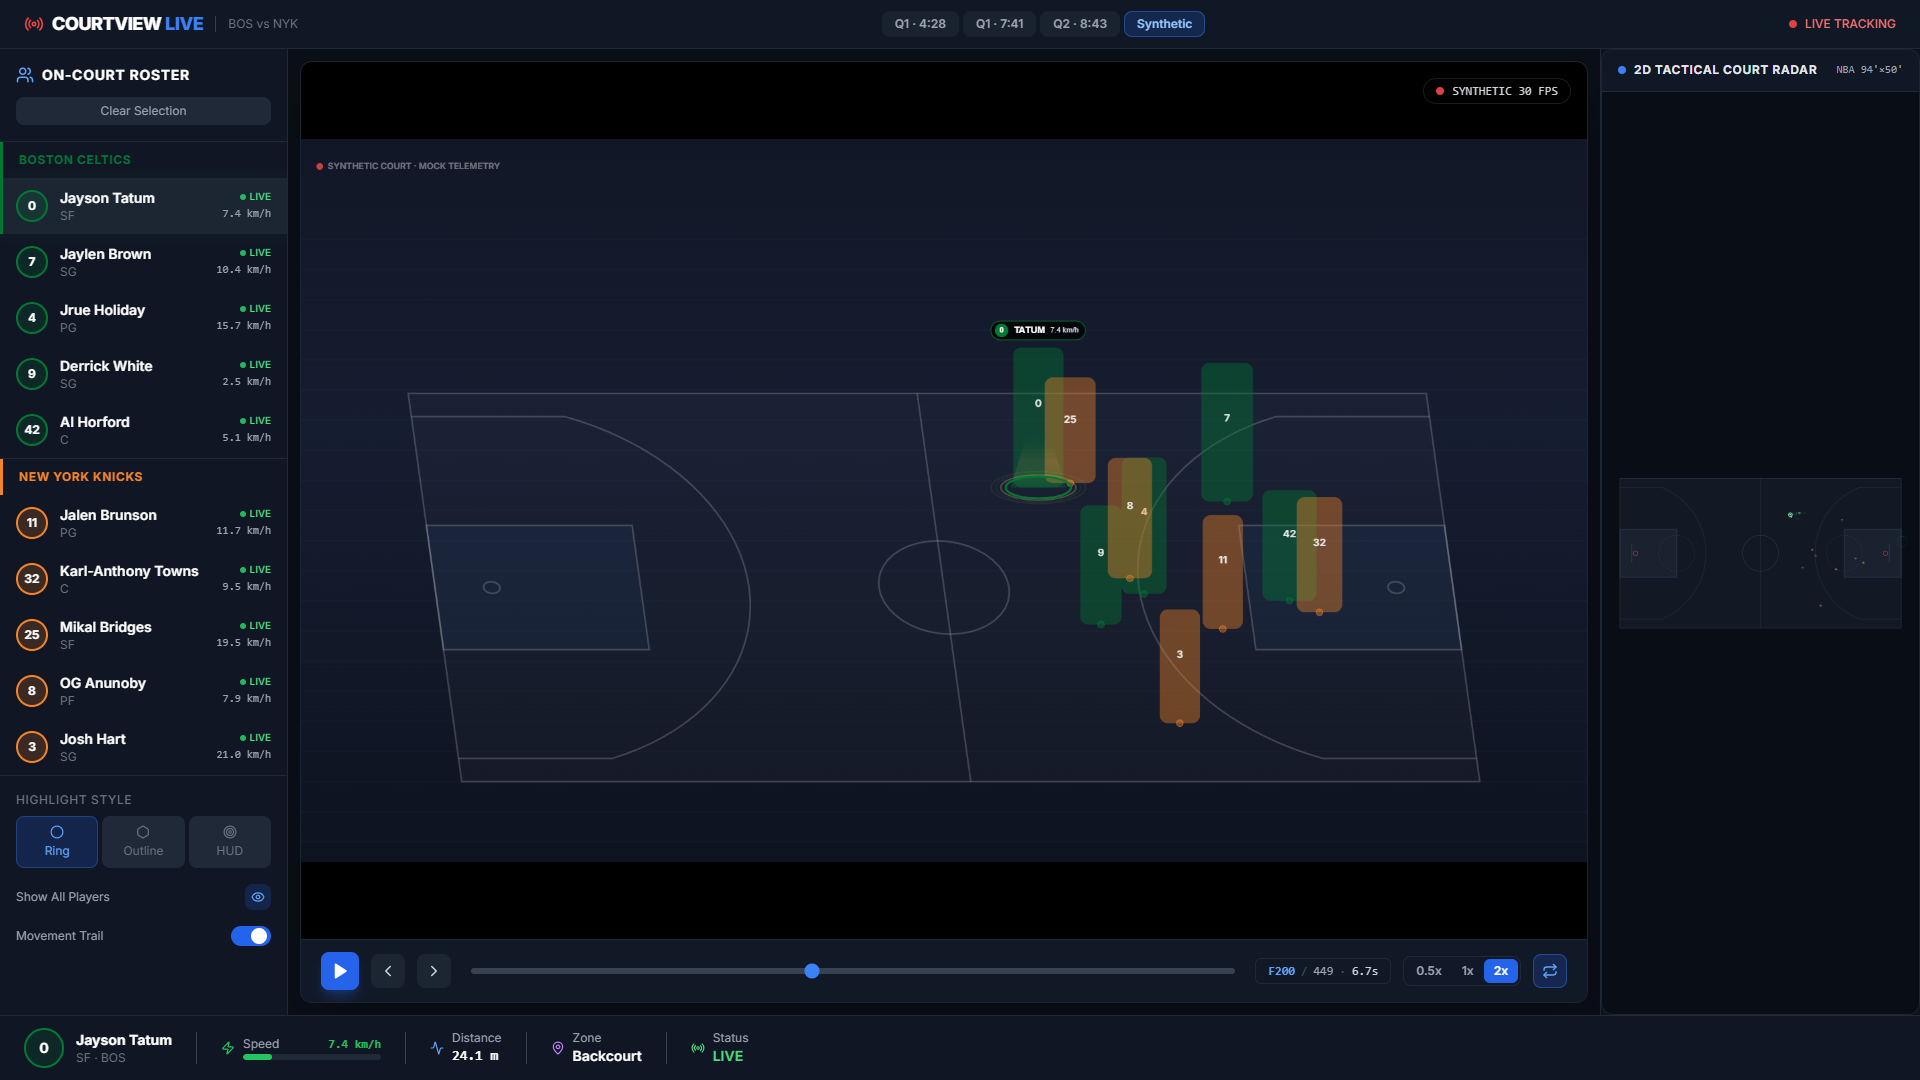 COURTVIEW LIVE
BOS vs NYK
Q1 · 4:28
Q1 · 7:41
Q2 · 8:43
Synthetic
LIVE TRACKING
ON-COURT ROSTER
Clear Selection
BOSTON CELTICS
0 Jayson Tatum LIVE
SF 7.4 km/h
7 Jaylen Brown LIVE
SG 10.4 km/h
4 Jrue Holiday LIVE
PG 15.7 km/h
9 Derrick White LIVE
SG 2.5 km/h
42 Al Horford LIVE
C 5.1 km/h
NEW YORK KNICKS
11 Jalen Brunson LIVE
PG 11.7 km/h
32 Karl-Anthony Towns LIVE
C 9.5 km/h
25 Mikal Bridges LIVE
SF 19.5 km/h
8 OG Anunoby LIVE
PF 7.9 km/h
3 Josh Hart LIVE
SG 21.0 km/h
HIGHLIGHT STYLE
Ring
Outline
HUD
Show All Players
Movement Trail
SYNTHETIC 30 FPS
SYNTHETIC COURT · MOCK TELEMETRY
0 TATUM 7.4 km/h
0
25
7
8
4
9
42
32
11
3
F200 / 449 · 6.7s
0.5x
1x
2x
2D TACTICAL COURT RADAR
NBA 94'×50'
0 Jayson Tatum
SF · BOS
Speed 7.4 km/h
Distance
24.1 m
Zone
Backcourt
Status
LIVE